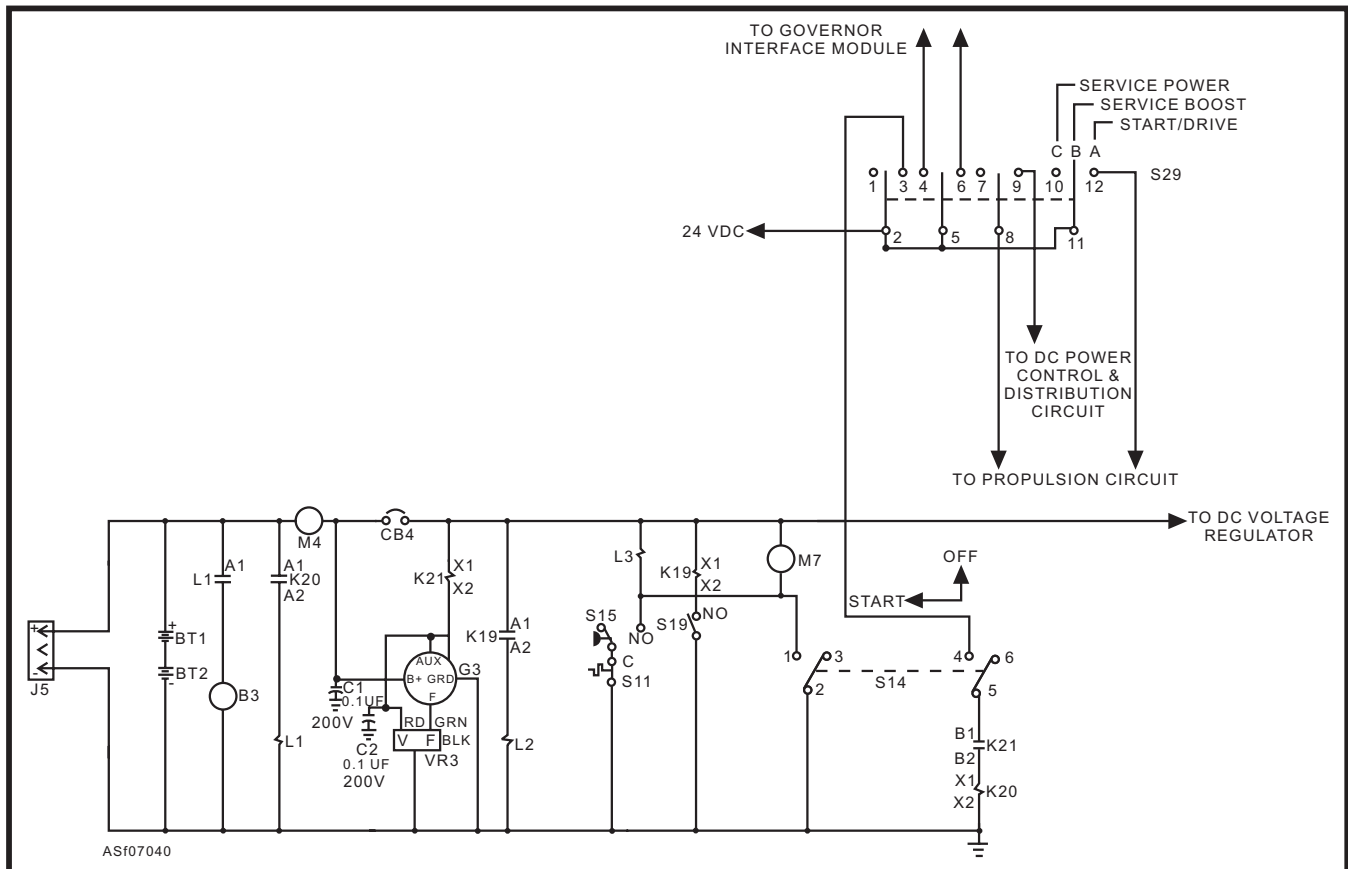 TO GOVERNOR
INTERFACE MODULE
SERVICE POWER
SERVICE BOOST
START/DRIVE
C B A
1 3 4 6 7 9 10 12 S29
24 VDC
2 5 8 11
TO DC POWER
CONTROL &
DISTRIBUTION
CIRCUIT
TO PROPULSION CIRCUIT
TO DC VOLTAGE
REGULATOR
M4
CB4
OFF
START
A1
L1
A1
K20
A2
X1
K21
X2
L3
X1
K19
X2
M7
+
-
J5
+
BT1
BT2
-
B3
L1
AUX
B+ GRD
F
G3
C1
0.1UF
200V
C2
0.1 UF
200V
RD GRN
V F BLK
VR3
A1
K19
A2
L2
S15
NO
C
S11
S19 NO
1 3
2
S14
4 6
5
B1
K21
B2
X1
K20
X2
ASf07040